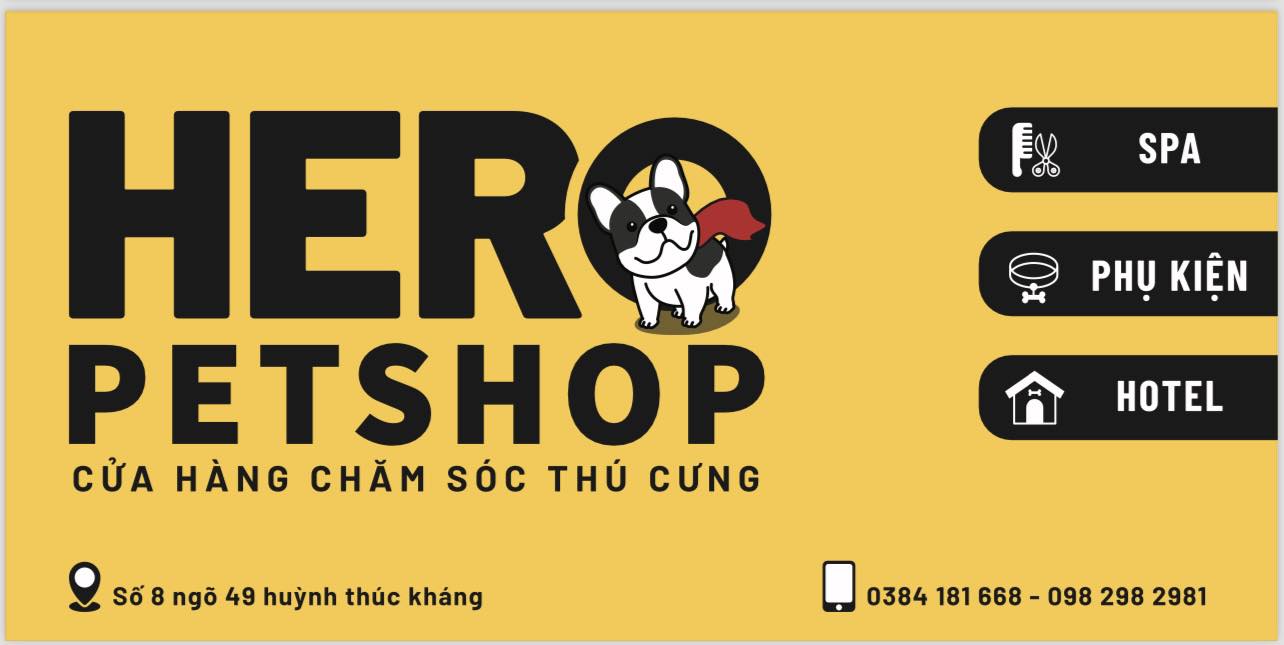 HERO
PETSHOP
CỬA HÀNG CHĂM SÓC THÚ CƯNG
SPA
PHỤ KIỆN
HOTEL
Số 8 ngõ 49 huỳnh thúc kháng
0384 181 668 - 098 298 2981